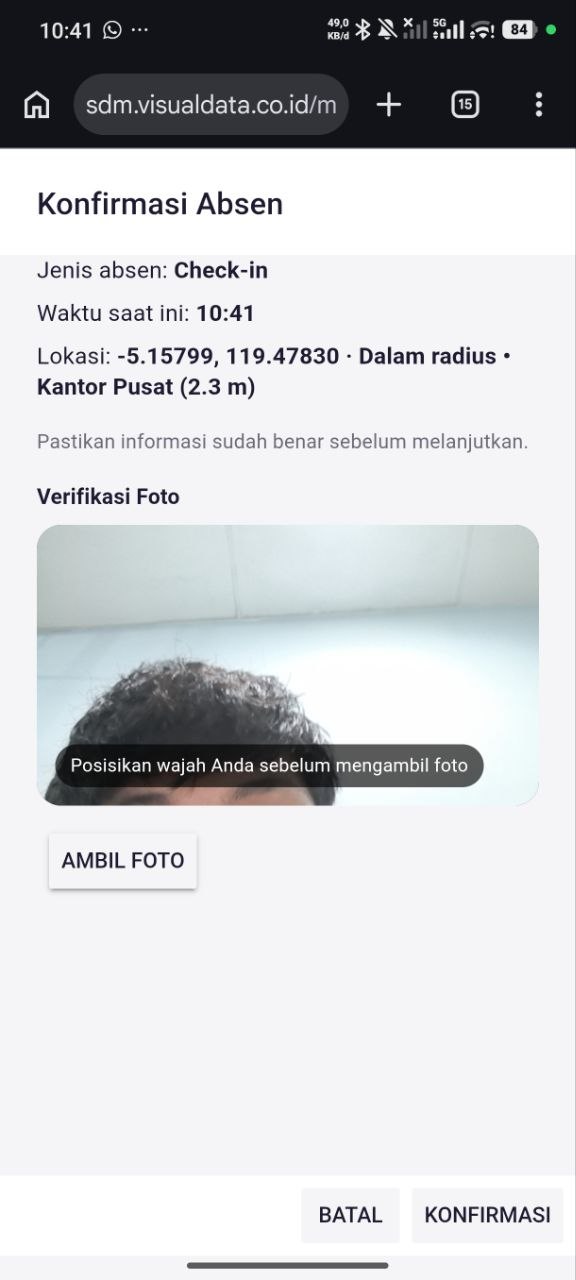 10:41
49,0
KB/d
5G
84
sdm.visualdata.co.id/m
15
Konfirmasi Absen
Jenis absen: Check-in
Waktu saat ini: 10:41
Lokasi: -5.15799, 119.47830 · Dalam radius •
Kantor Pusat (2.3 m)
Pastikan informasi sudah benar sebelum melanjutkan.
Verifikasi Foto
Posisikan wajah Anda sebelum mengambil foto
AMBIL FOTO
BATAL
KONFIRMASI